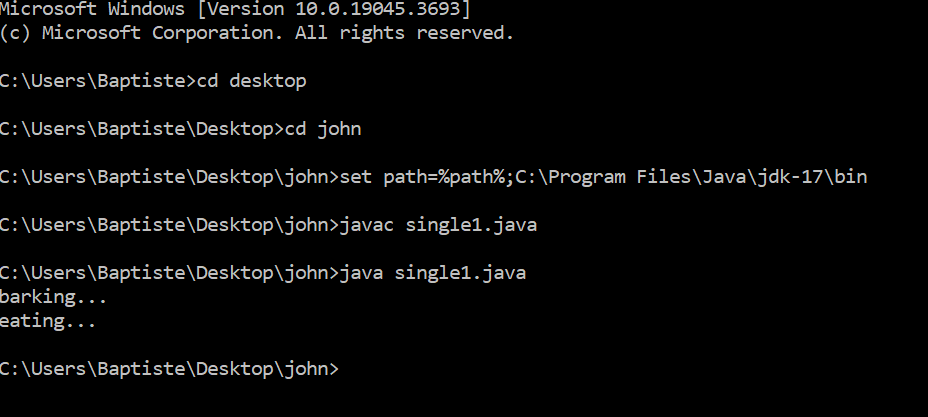 Microsoft Windows [Version 10.0.19045.3693]
(c) Microsoft Corporation. All rights reserved.
C:\Users\Baptiste>cd desktop
C:\Users\Baptiste\Desktop>cd john
C:\Users\Baptiste\Desktop\john>set path=%path%;C:\Program Files\Java\jdk-17\bin
C:\Users\Baptiste\Desktop\john>javac single1.java
C:\Users\Baptiste\Desktop\john>java single1.java
barking...
eating...
C:\Users\Baptiste\Desktop\john>